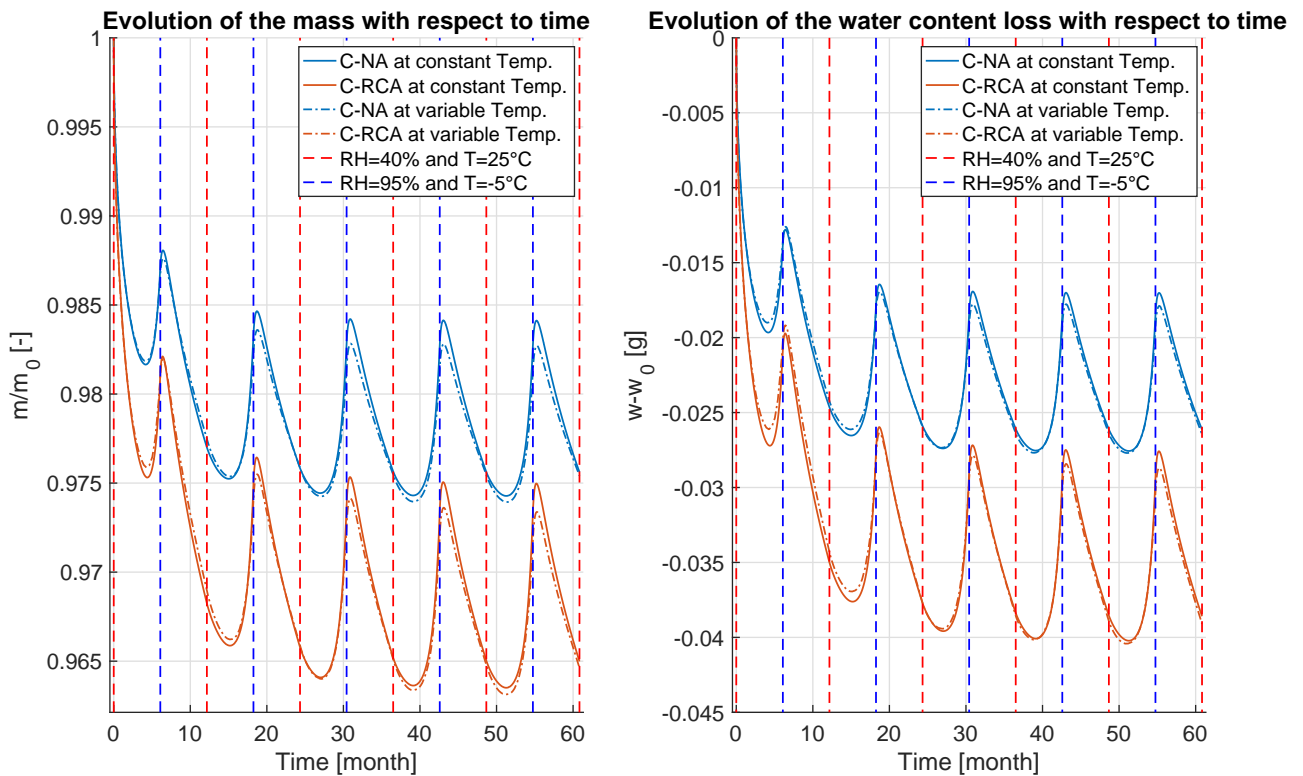 Evolution of the mass with respect to time
1
0.995
0.99
0.985
0.98
0.975
0.97
0.965
m/m0 [-]
0
10
20
30
40
50
60
Time [month]
C-NA at constant Temp.
C-RCA at constant Temp.
C-NA at variable Temp.
C-RCA at variable Temp.
RH=40% and T=25°C
RH=95% and T=-5°C
Evolution of the water content loss with respect to time
0
-0.005
-0.01
-0.015
-0.02
-0.025
-0.03
-0.035
-0.04
-0.045
w-w0 [g]
0
10
20
30
40
50
60
Time [month]
C-NA at constant Temp.
C-RCA at constant Temp.
C-NA at variable Temp.
C-RCA at variable Temp.
RH=40% and T=25°C
RH=95% and T=-5°C